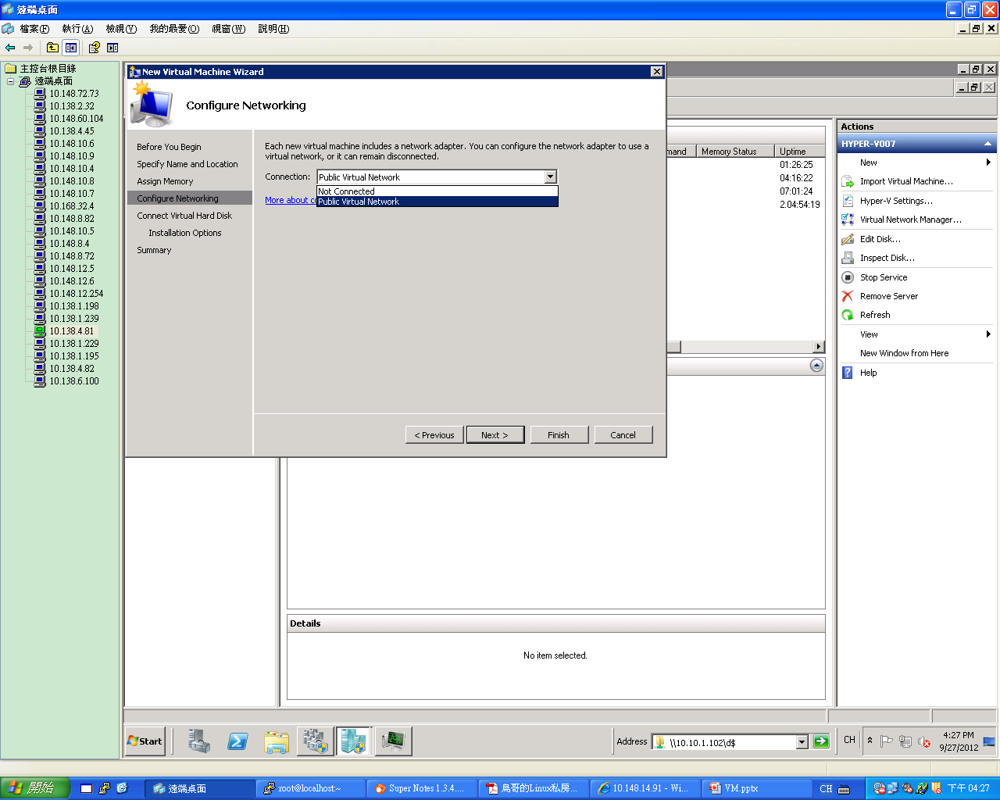 遠端桌面
檔案(F) 執行(A) 檢視(V) 我的最愛(O) 視窗(W) 說明(H)
主控台根目錄
遠端桌面
10.148.72.73
10.138.2.32
10.148.60.104
10.138.4.45
10.148.10.6
10.148.10.9
10.148.10.4
10.148.10.8
10.148.10.7
10.168.32.4
10.148.8.82
10.148.10.5
10.148.8.4
10.148.8.72
10.148.12.5
10.148.12.6
10.148.12.254
10.138.1.198
10.138.1.239
10.138.4.81
10.138.1.229
10.138.1.195
10.138.4.82
10.138.6.100
New Virtual Machine Wizard
Configure Networking
Before You Begin
Specify Name and Location
Assign Memory
Configure Networking
Connect Virtual Hard Disk
Installation Options
Summary
Each new virtual machine includes a network adapter. You can configure the network adapter to use a
virtual network, or it can remain disconnected.
Connection: Public Virtual Network
Not Connected
Public Virtual Network
More about co
< Previous Next > Finish Cancel
mand Memory Status Uptime
01:26:25
04:16:22
07:01:24
2.04:54:19
Details
No item selected.
Actions
HYPER-V007
New
Import Virtual Machine...
Hyper-V Settings...
Virtual Network Manager...
Edit Disk...
Inspect Disk...
Stop Service
Remove Server
Refresh
View
New Window from Here
Help
Start Address \\10.10.1.102\d$ CH 4:27 PM
9/27/2012
開始 遠端桌面 root@localhost:~ Super Notes 1.3.4.... 鳥哥的Linux私房... 10.148.14.91 - Wi... VM.pptx CH 下午 04:27